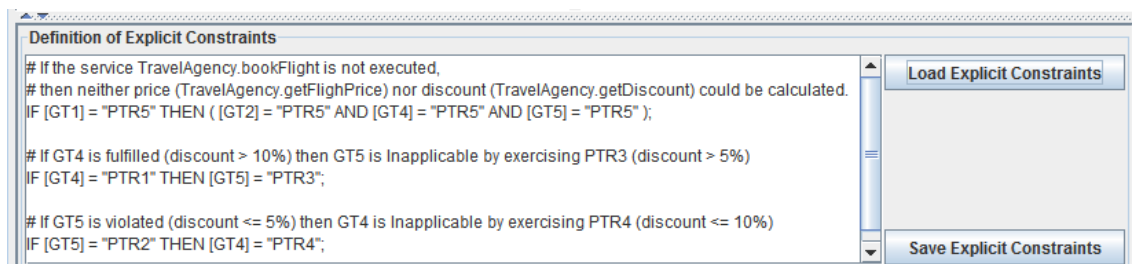 Definition of Explicit Constraints
# If the service TravelAgency.bookFlight is not executed,
# then neither price (TravelAgency.getFlighPrice) nor discount (TravelAgency.getDiscount) could be calculated.
IF [GT1] = "PTR5" THEN ( [GT2] = "PTR5" AND [GT4] = "PTR5" AND [GT5] = "PTR5" );
# If GT4 is fulfilled (discount > 10%) then GT5 is Inapplicable by exercising PTR3 (discount > 5%)
IF [GT4] = "PTR1" THEN [GT5] = "PTR3";
# If GT5 is violated (discount <= 5%) then GT4 is Inapplicable by exercising PTR4 (discount <= 10%)
IF [GT5] = "PTR2" THEN [GT4] = "PTR4";
Load Explicit Constraints
Save Explicit Constraints